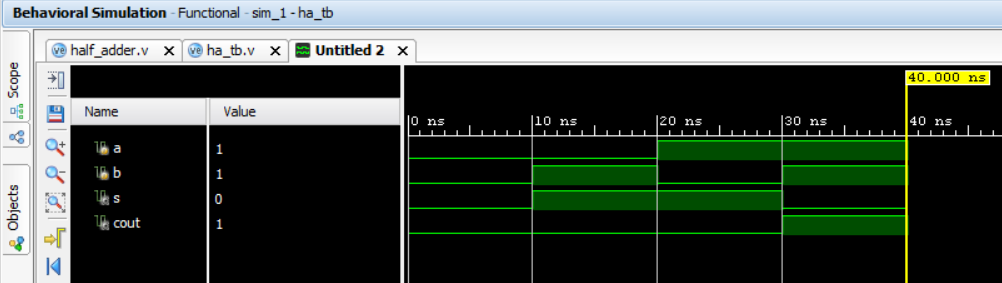 Behavioral Simulation - Functional - sim_1 - ha_tb
half_adder.v ha_tb.v Untitled 2
Scope
Objects
40.000 ns
Name Value
0 ns 10 ns 20 ns 30 ns 40 ns
a 1
b 1
s 0
cout 1